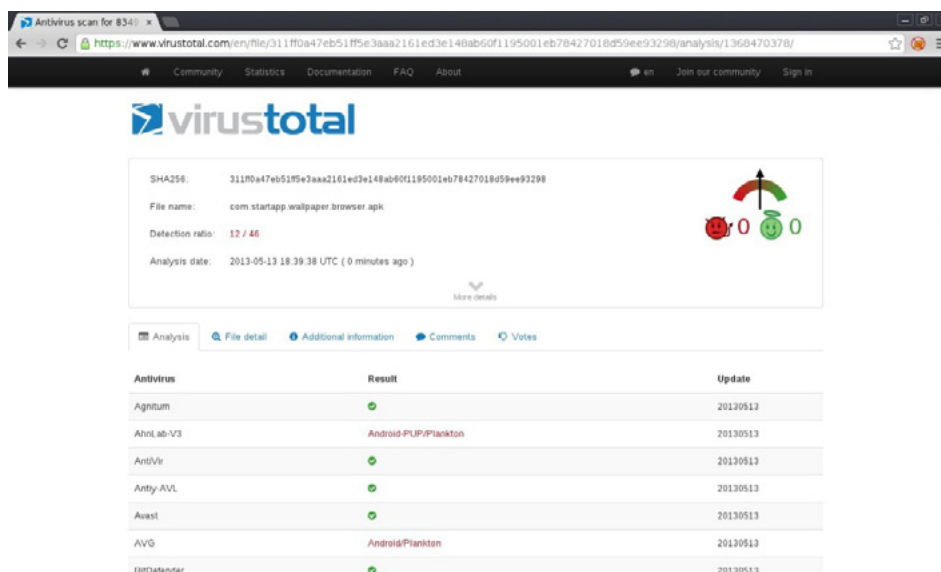 Antivirus scan for 8349
https://www.virustotal.com/en/file/311ff0a47eb51ff5e3aaa2161ed3e148ab60f1195001eb78427018d59ee93298/analysis/1368470378/
Community Statistics Documentation FAQ About en Join our community Sign in
virustotal
SHA256: 311ff0a47eb51ff5e3aaa2161ed3e148ab60f1195001eb78427018d59ee93298
File name: com.startapp.wallpaper.browser.apk
Detection ratio: 12 / 46
0 0
Analysis date: 2013-05-13 18:39:38 UTC ( 0 minutes ago )
More details
Analysis File detail Additional information Comments Votes
Antivirus Result Update
Agnitum 20130513
AhnLab-V3 Android-PUP/Plankton 20130513
AntiVir 20130513
Antiy-AVL 20130513
Avast 20130513
AVG Android/Plankton 20130513
BitDefender 20130513